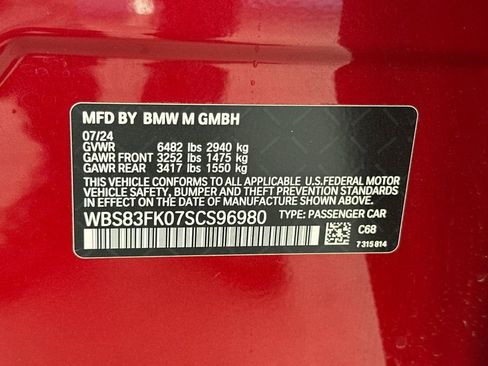 MFD BY BMW M GMBH
07/24
GVWR 6482 lbs 2940 kg
GAWR FRONT 3252 lbs 1475 kg
GAWR REAR 3417 lbs 1550 kg
THIS VEHICLE CONFORMS TO ALL APPLICABLE U.S.FEDERAL MOTOR
VEHICLE SAFETY, BUMPER AND THEFT PREVENTION STANDARDS
IN EFFECT ON THE DATE OF MANUFACTURE SHOWN ABOVE.
WBS83FK07SCS96980 TYPE: PASSENGER CAR
C68
7 315 814